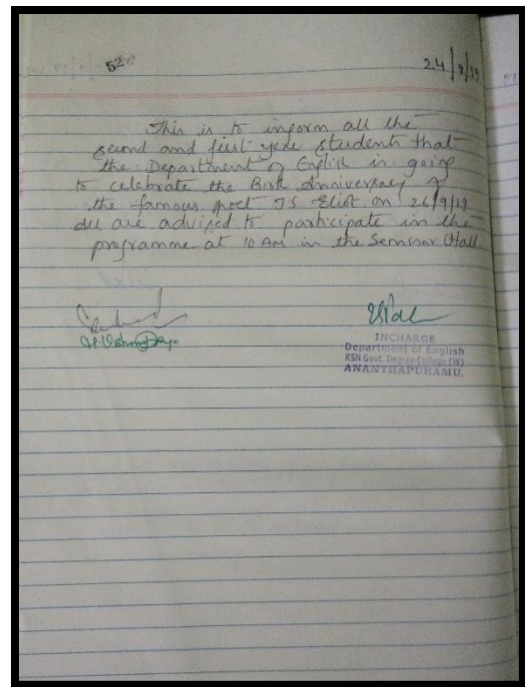 520
24/9/19
This is to inform all the
second and first year students that
the Department of English is going
to celebrate the Birth Anniversary of
the famous poet TS Eliot on 26/9/19
All are advised to participate in the
programme at 10 AM in the Seminar Hall.
INCHARGE
Department of English
KSN Govt. Degree College (W)
ANANTHAPURAMU.